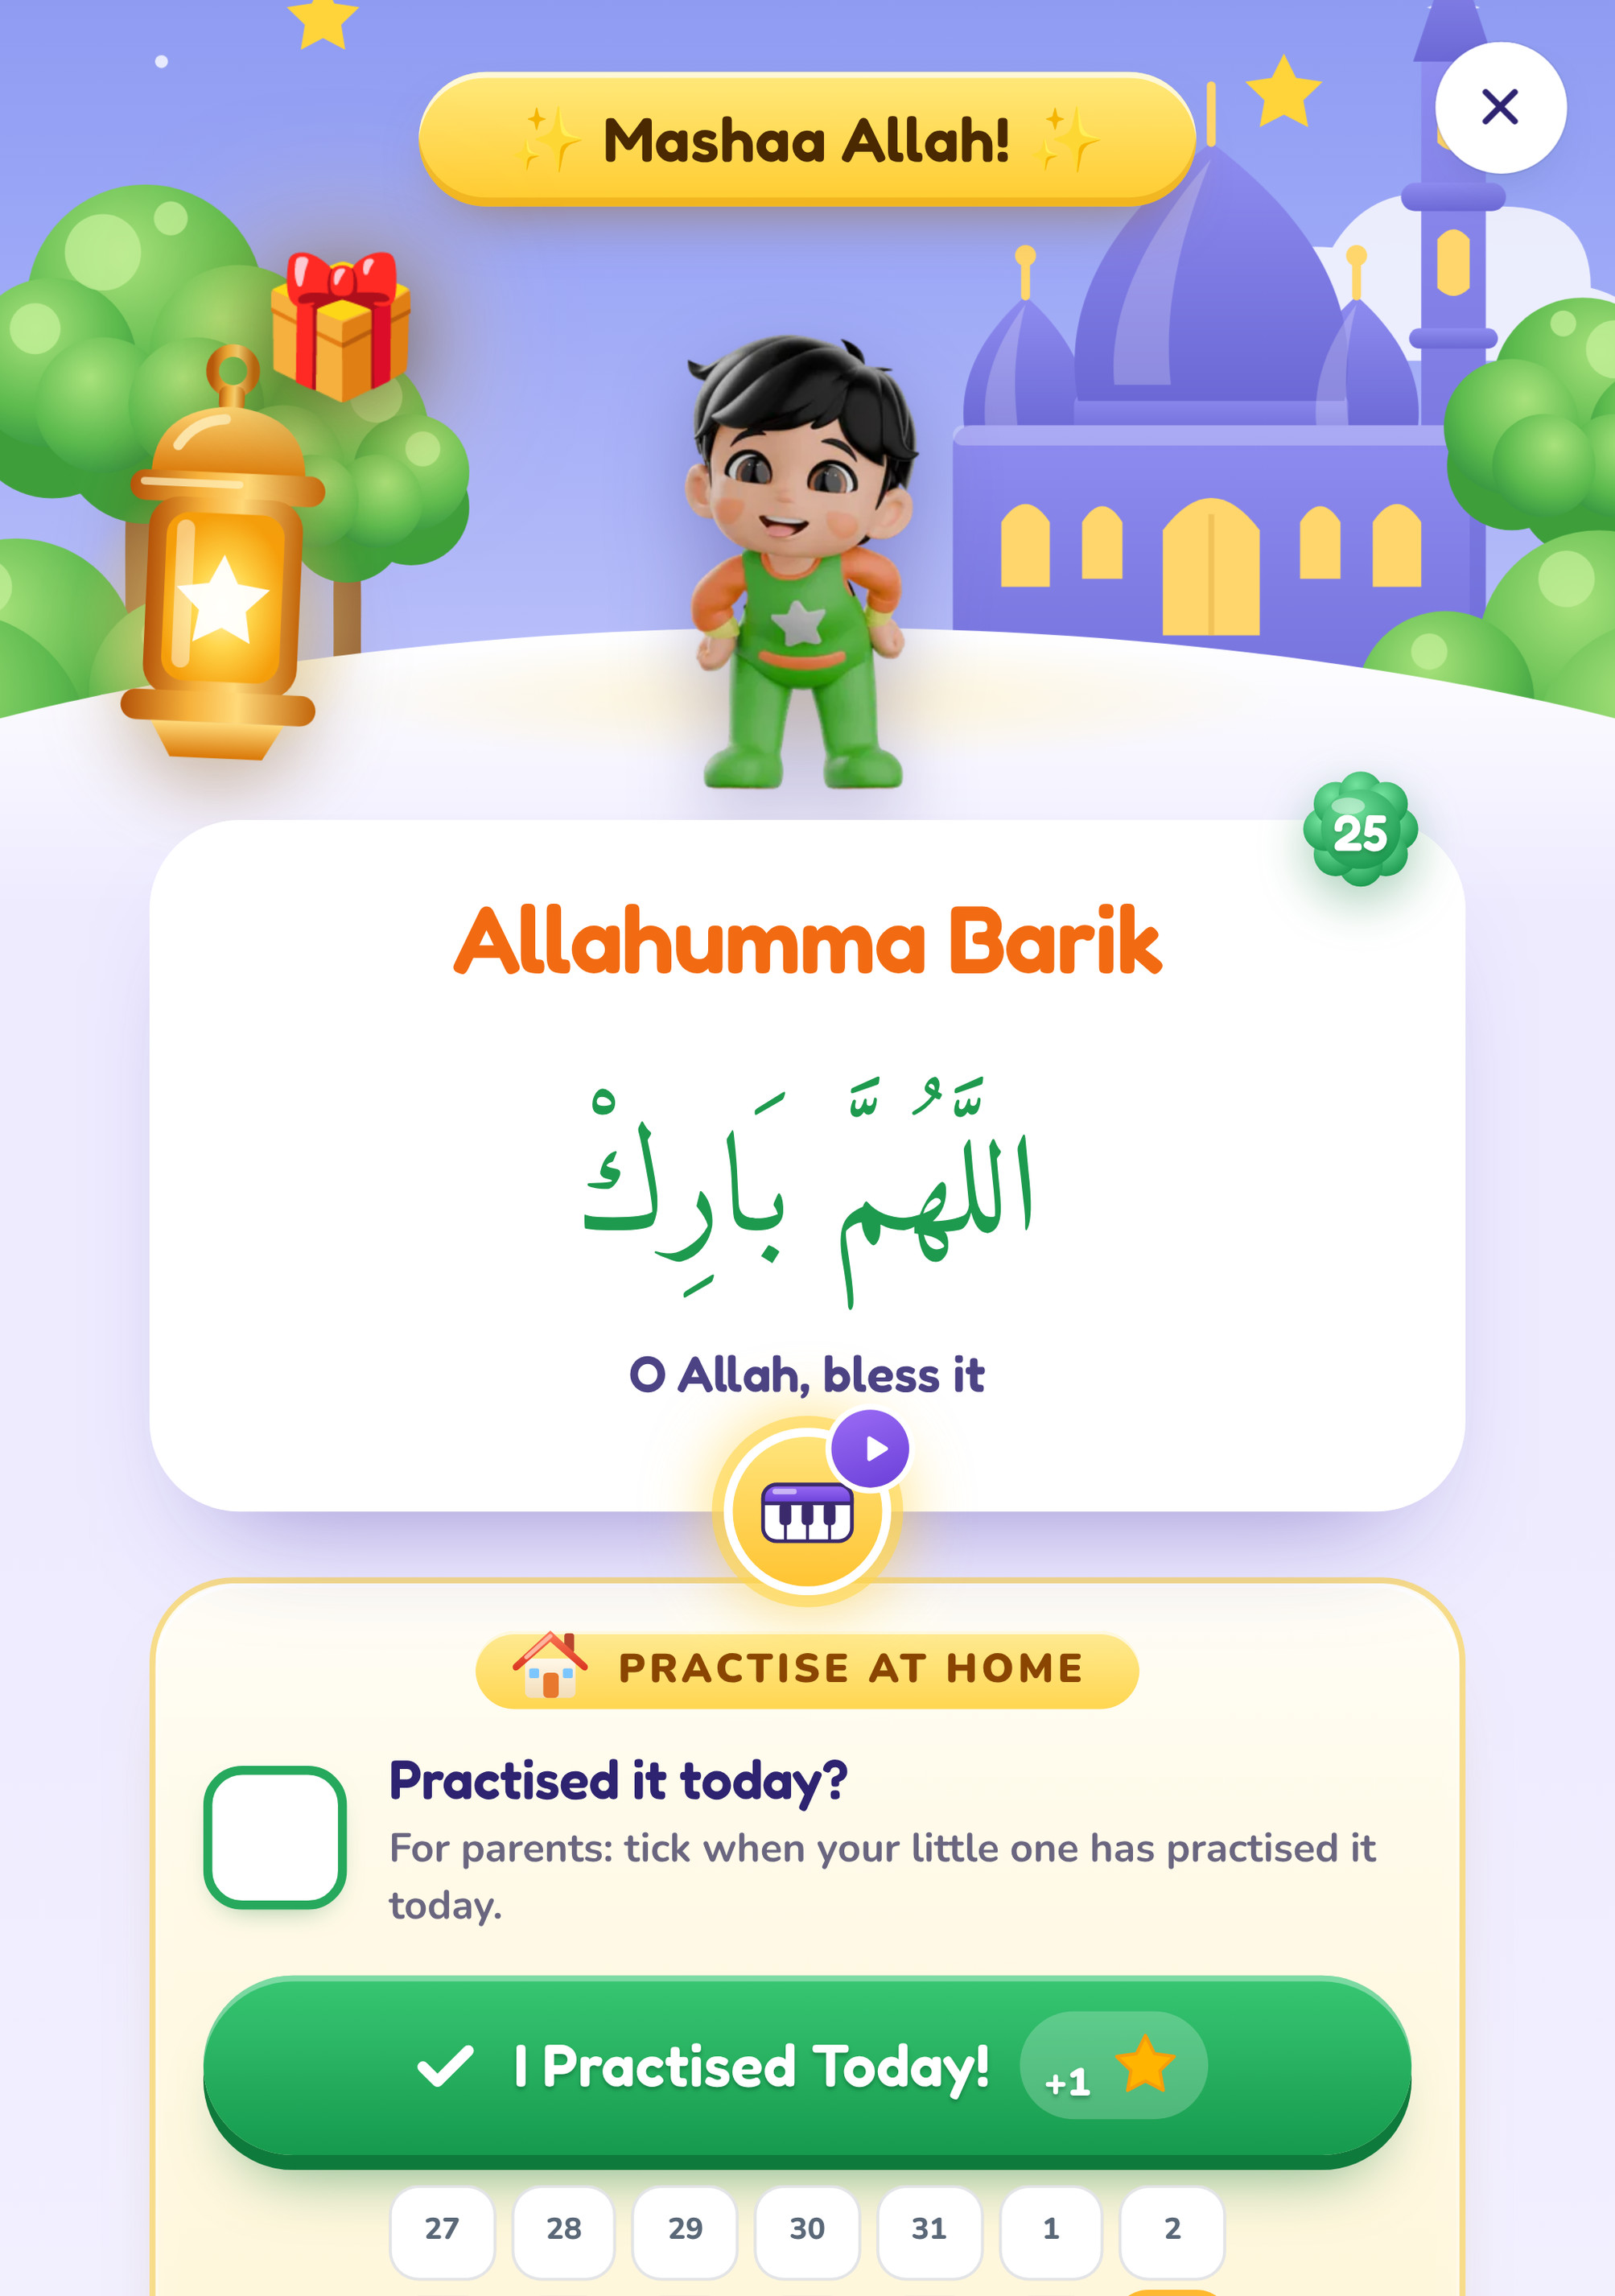 ✨ Mashaa Allah! ✨
25
Allahumma Barik
اللَّهُمَّ بَارِكْ
O Allah, bless it
PRACTISE AT HOME
Practised it today?
For parents: tick when your little one has practised it
today.
I Practised Today! +1
27 28 29 30 31 1 2